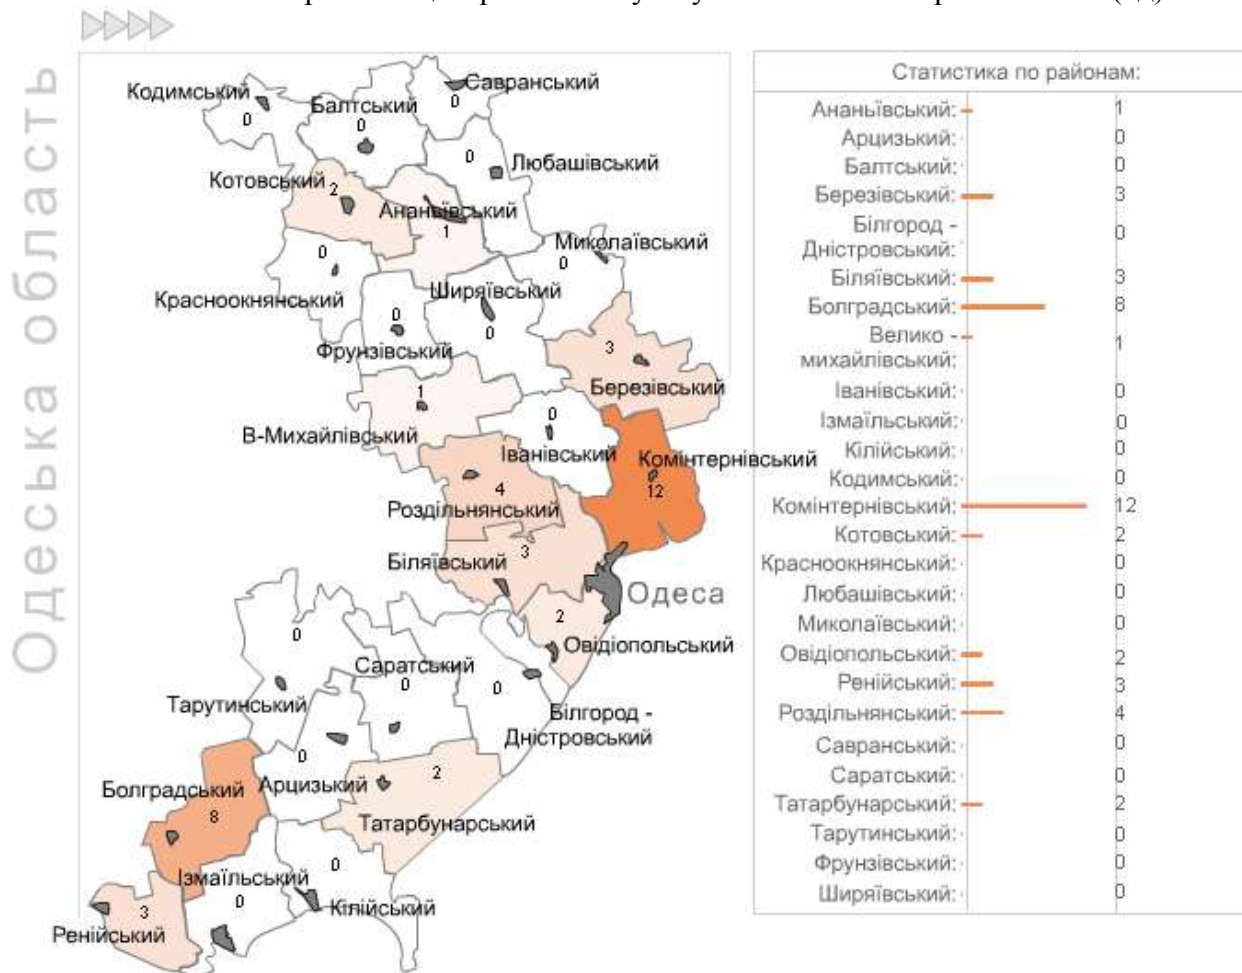 Одеська область
Кодимський
0
Балтський
0
Савранський
0
Любашівський
0
Котовський
2
Ананьївський
1
Миколаївський
0
Красноокнянський
0
Ширяївський
0
Фрунзівський
0
Березівський
3
В-Михайлівський
1
Іванівський
0
Комінтернівський
12
Роздільнянський
4
Біляївський
3
Одеса
Овідіопольський
2
Тарутинський
0
Саратський
0
Білгород -
Дністровський
0
Арцизький
0
Болградський
8
Татарбунарський
2
Ізмаїльський
0
Кілійський
0
Ренійський
3
Статистика по районам:
Ананьївський: 1
Арцизький: 0
Балтський: 0
Березівський: 3
Білгород -
Дністровський: 0
Біляївський: 3
Болградський: 8
Велико -
михайлівський: 1
Іванівський: 0
Ізмаїльський: 0
Кілійський: 0
Кодимський: 0
Комінтернівський: 12
Котовський: 2
Красноокнянський: 0
Любашівський: 0
Миколаївський: 0
Овідіопольський: 2
Ренійський: 3
Роздільнянський: 4
Савранський: 0
Саратський: 0
Татарбунарський: 2
Тарутинський: 0
Фрунзівський: 0
Ширяївський: 0